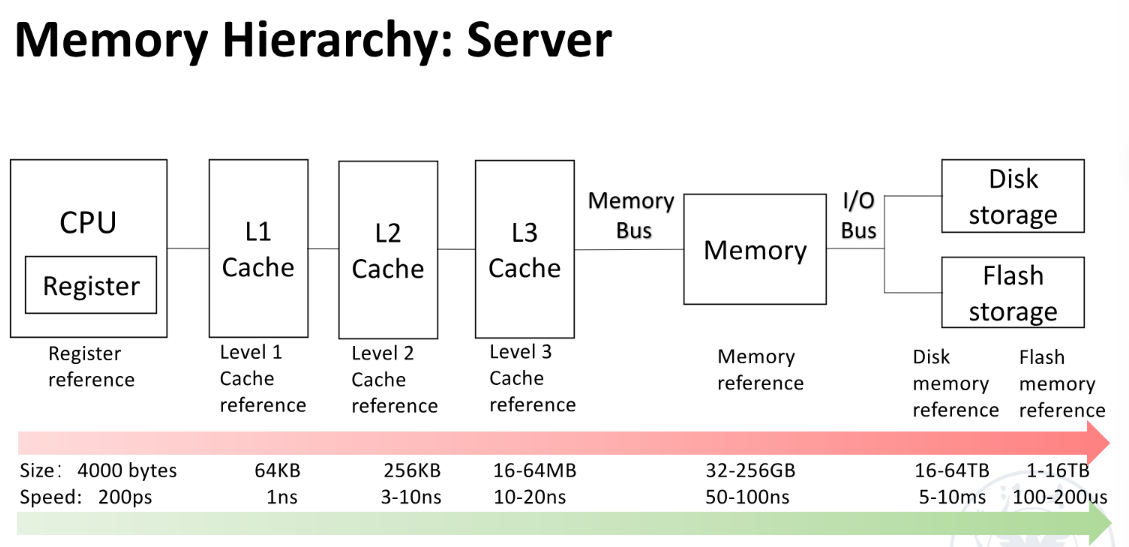 Memory Hierarchy: Server
CPU
Register
L1
Cache
L2
Cache
L3
Cache
Memory
Bus
Memory
I/O
Bus
Disk
storage
Flash
storage
Register
reference
Level 1
Cache
reference
Level 2
Cache
reference
Level 3
Cache
reference
Memory
reference
Disk
memory
reference
Flash
memory
reference
Size: 4000 bytes 64KB 256KB 16-64MB 32-256GB 16-64TB 1-16TB
Speed: 200ps 1ns 3-10ns 10-20ns 50-100ns 5-10ms 100-200us